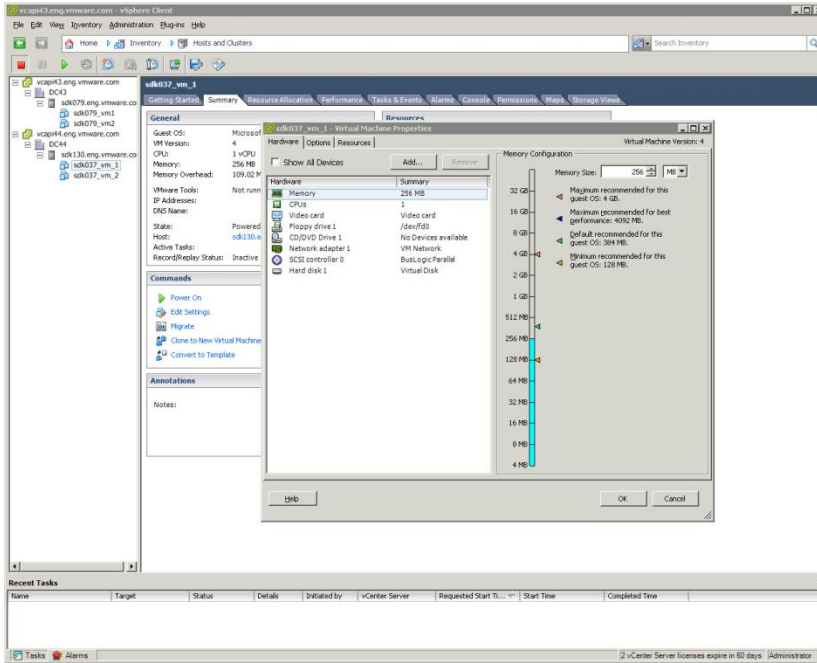 vcapi43.eng.vmware.com - vSphere Client
File Edit View Inventory Administration Plug-ins Help
Home Inventory Hosts and Clusters
Search Inventory
vcapi43.eng.vmware.com
DC43
sdk079.eng.vmware.co
sdk079_vm1
sdk079_vm2
vcapi44.eng.vmware.com
DC44
sdk130.eng.vmware.co
sdk037_vm_1
sdk037_vm_2
sdk037_vm_1
Getting Started Summary Resource Allocation Performance Tasks & Events Alarms Console Permissions Maps Storage Views
General
Resources
Guest OS: Microsof
VM Version: 4
CPU: 1 vCPU
Memory: 256 MB
Memory Overhead: 109.02 M
VMware Tools: Not runn
IP Addresses:
DNS Name:
State: Powered
Host: sdk130.e
Active Tasks:
Record/Replay Status: Inactive
Commands
Power On
Edit Settings
Migrate
Clone to New Virtual Machine
Convert to Template
Annotations
Notes:
sdk037_vm_1 - Virtual Machine Properties
Hardware Options Resources
Virtual Machine Version: 4
Show All Devices
Add...
Remove
Hardware Summary
Memory 256 MB
CPUs 1
Video card Video card
Floppy drive 1 /dev/fd0
CD/DVD Drive 1 No Devices available
Network adapter 1 VM Network
SCSI controller 0 BusLogic Parallel
Hard disk 1 Virtual Disk
Memory Configuration
Memory Size: 256 MB
32 GB
16 GB
8 GB
4 GB
2 GB
1 GB
512 MB
256 MB
128 MB
64 MB
32 MB
16 MB
8 MB
4 MB
Maximum recommended for this
guest OS: 4 GB.
Maximum recommended for best
performance: 4092 MB.
Default recommended for this
guest OS: 384 MB.
Minimum recommended for this
guest OS: 128 MB.
Help
OK
Cancel
Recent Tasks
Name Target Status Details Initiated by vCenter Server Requested Start Ti... Start Time Completed Time
Tasks Alarms
2 vCenter Server licenses expire in 60 days Administrator